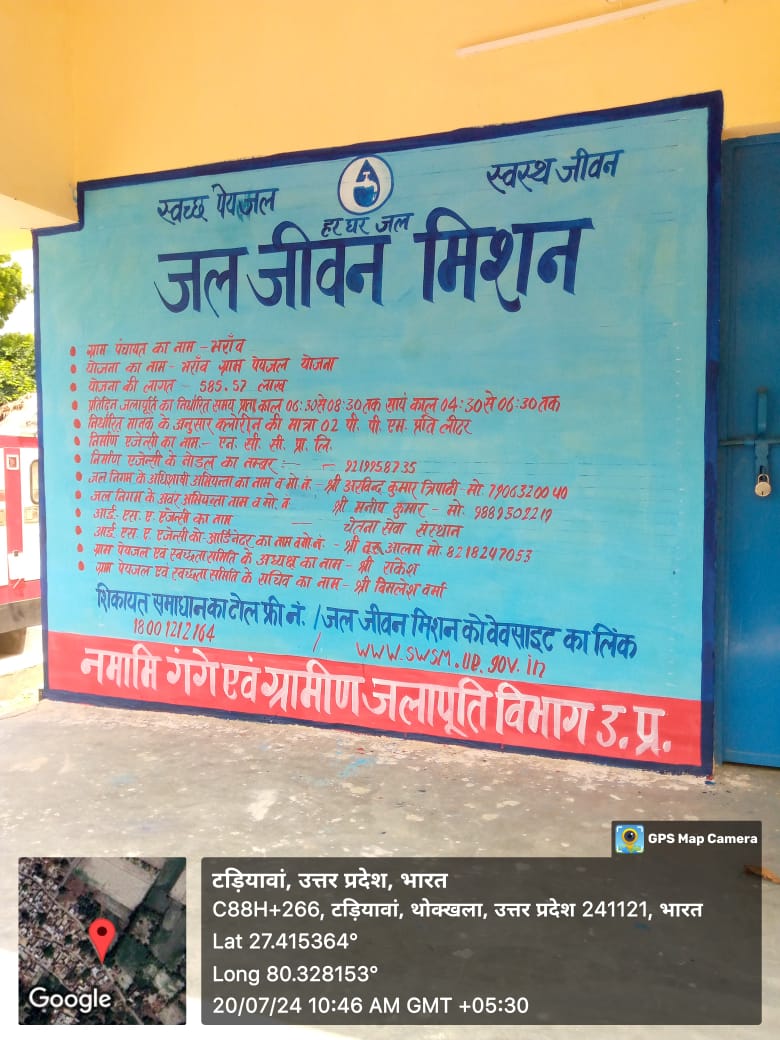 स्वच्छ पेयजल
स्वस्थ जीवन
हर घर जल
जल जीवन मिशन
• ग्राम पंचायत का नाम - भराँव
• योजना का नाम - भराँव ग्राम पेयजल योजना
• योजना की लागत - 585.57 लाख
• प्रतिदिन जलापूर्ति का निर्धारित समय प्रातः काल 06:30 से 08:30 तक सायं काल 04:30 से 06:30 तक
• निर्धारित मानक के अनुसार क्लोरीन की मात्रा 02 पी. पी. एम. प्रति लीटर
• निर्माण एजेन्सी का नाम:- एन. सी. सी. प्रा. लि.
• निर्माण एजेन्सी के नोडल का नम्बर:- - 9219958735
• जल निगम के अधिशाषी अभियन्ता का नाम व मो. नं. - श्री अरविन्द कुमार त्रिपाठी- मो. 7906320040
• जल निगम के अवर अभियन्ता नाम व मो. नं. श्री मनीष कुमार - मो. 9889302219
• आई. एस. ए. एजेन्सी का नाम — चेतना सेवा संस्थान
• आई. एस. ए. एजेन्सी को-आर्डिनेटर का नाम व मो. नं. - श्री आलम मो. 8218247053
• ग्राम पेयजल एवं स्वच्छता समिति के अध्यक्ष का नाम - श्री राकेश
• ग्राम पेयजल एवं स्वच्छता समिति के सचिव का नाम - श्री विमलेश वर्मा
शिकायत समाधान का टोल फ्री नं. / जल जीवन मिशन की वेवसाइट का लिंक
18001212164 / www.swsm.up.gov.in
नमामि गंगे एवं ग्रामीण जलापूर्ति विभाग उ. प्र.
GPS Map Camera
टड़ियावां, उत्तर प्रदेश, भारत
C88H+266, टड़ियावां, थोक्खला, उत्तर प्रदेश 241121, भारत
Lat 27.415364°
Long 80.328153°
20/07/24 10:46 AM GMT +05:30
Google